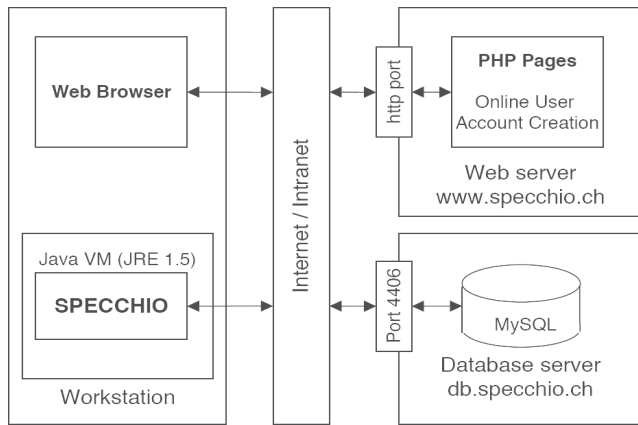 Web Browser
Java VM (JRE 1.5)
SPECCHIO
Workstation
Internet / Intranet
http port
PHP Pages
Online User
Account Creation
Web server
www.specchio.ch
Port 4406
MySQL
Database server
db.specchio.ch